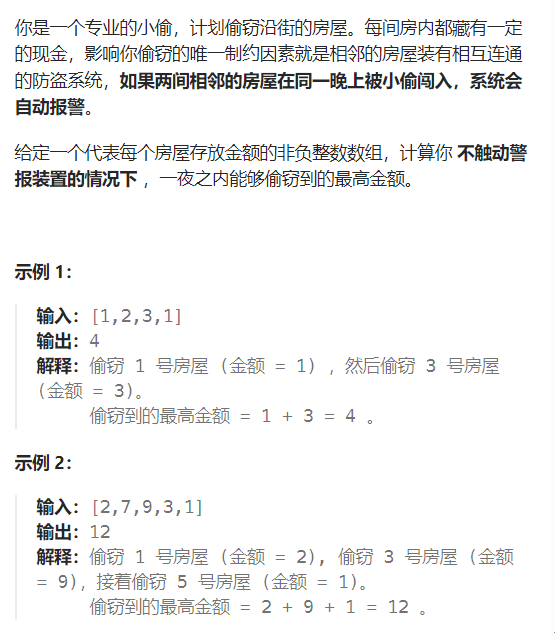 你是一个专业的小偷，计划偷窃沿街的房屋。每间房内都藏有一定
的现金，影响你偷窃的唯一制约因素就是相邻的房屋装有相互连通
的防盗系统，如果两间相邻的房屋在同一晚上被小偷闯入，系统会
自动报警。
给定一个代表每个房屋存放金额的非负整数数组，计算你 不触动警
报装置的情况下 ，一夜之内能够偷窃到的最高金额。
示例 1：
输入：[1,2,3,1]
输出：4
解释：偷窃 1 号房屋 (金额 = 1) ，然后偷窃 3 号房屋
(金额 = 3)。
偷窃到的最高金额 = 1 + 3 = 4 。
示例 2：
输入：[2,7,9,3,1]
输出：12
解释：偷窃 1 号房屋 (金额 = 2)，偷窃 3 号房屋 (金额
= 9)，接着偷窃 5 号房屋 (金额 = 1)。
偷窃到的最高金额 = 2 + 9 + 1 = 12 。